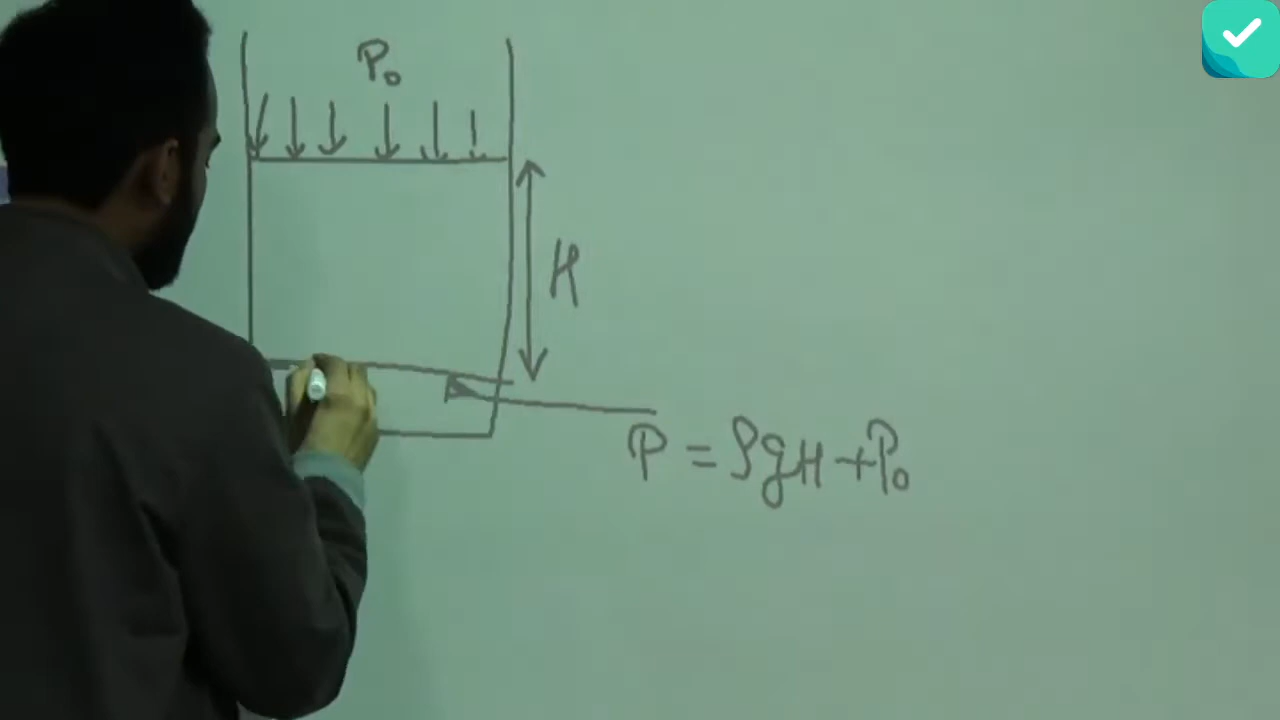 P₀
H
P = ρgH + P₀